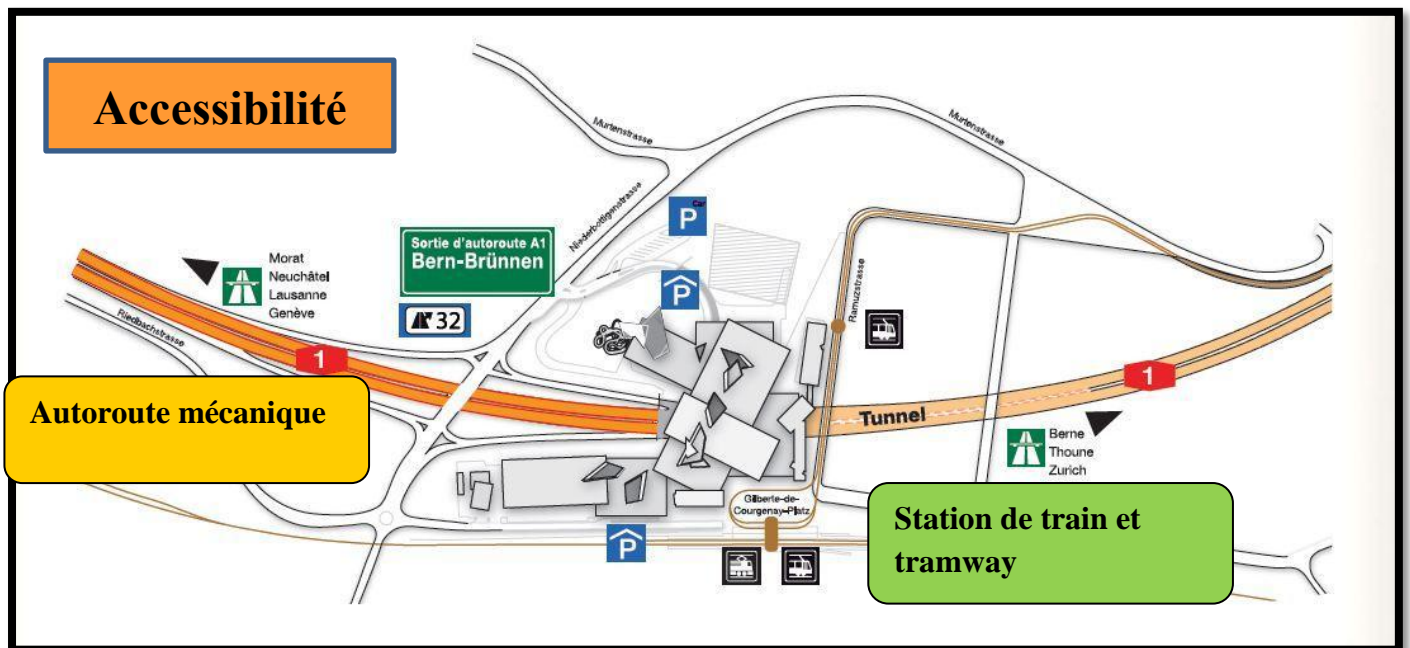 Accessibilité
Murtenstrasse
Murtenstrasse
Niederbottigenstrasse
P Car
Sortie d'autoroute A1
Bern-Brünnen
32
P
Morat
Neuchâtel
Lausanne
Genève
Riedbachstrasse
Ramuzstrasse
1
1
Autoroute mécanique
Tunnel
Berne
Thoune
Zurich
Gilberte-de-
Courgenay-Platz
Station de train et
tramway
P